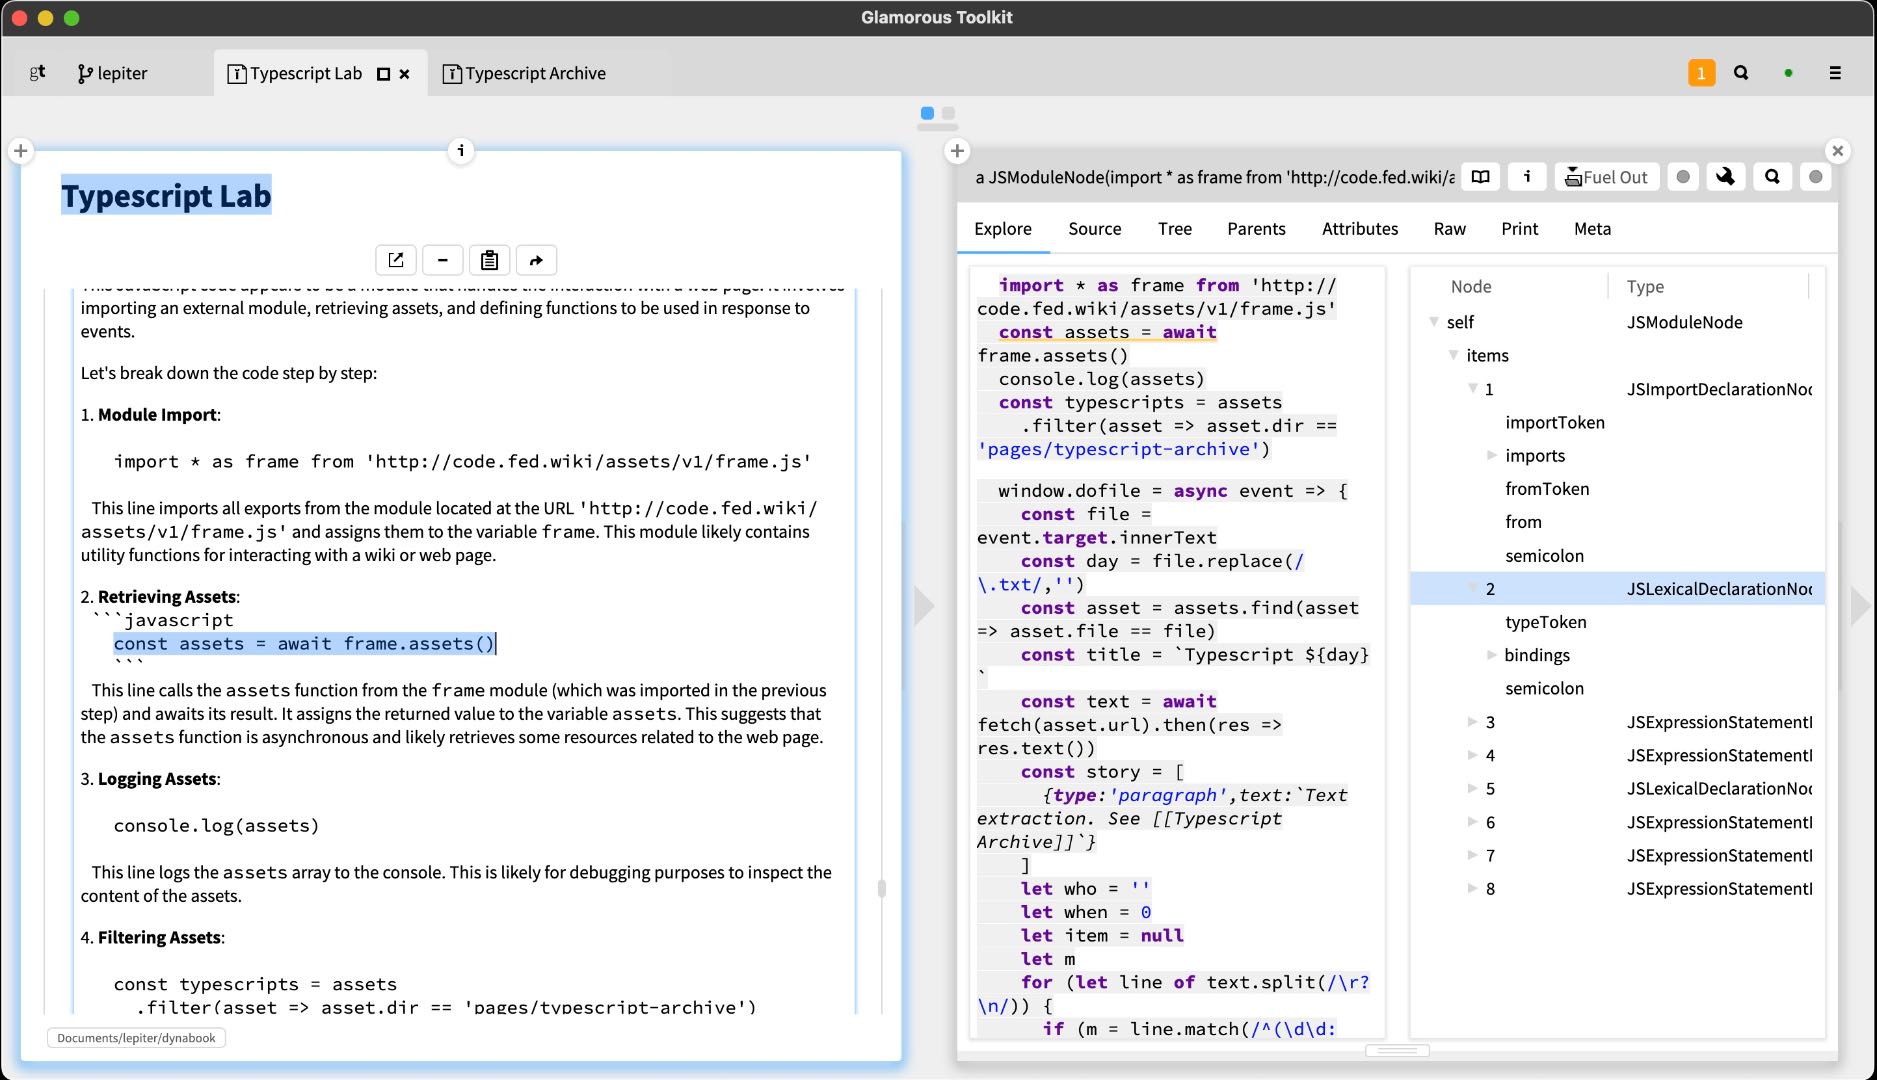 Glamorous Toolkit
gt
lepiter
Typescript Lab
Typescript Archive
1
Typescript Lab
This JavaScript code appears to be a module that handles the interaction with a web page. It involves
importing an external module, retrieving assets, and defining functions to be used in response to
events.
Let's break down the code step by step:
1. Module Import:
import * as frame from 'http://code.fed.wiki/assets/v1/frame.js'
This line imports all exports from the module located at the URL 'http://code.fed.wiki/
assets/v1/frame.js' and assigns them to the variable frame. This module likely contains
utility functions for interacting with a wiki or web page.
2. Retrieving Assets:
```javascript
const assets = await frame.assets()
```
This line calls the assets function from the frame module (which was imported in the previous
step) and awaits its result. It assigns the returned value to the variable assets. This suggests that
the assets function is asynchronous and likely retrieves some resources related to the web page.
3. Logging Assets:
console.log(assets)
This line logs the assets array to the console. This is likely for debugging purposes to inspect the
content of the assets.
4. Filtering Assets:
const typescripts = assets
.filter(asset => asset.dir == 'pages/typescript-archive')
Documents/lepiter/dynabook
a JSModuleNode(import * as frame from 'http://code.fed.wiki/a
i
Fuel Out
Explore
Source
Tree
Parents
Attributes
Raw
Print
Meta
import * as frame from 'http://
code.fed.wiki/assets/v1/frame.js'
const assets = await
frame.assets()
console.log(assets)
const typescripts = assets
.filter(asset => asset.dir ==
'pages/typescript-archive')
window.dofile = async event => {
const file =
event.target.innerText
const day = file.replace(/
\.txt/,'')
const asset = assets.find(asset
=> asset.file == file)
const title = `Typescript ${day}
`
const text = await
fetch(asset.url).then(res =>
res.text())
const story = [
{type:'paragraph',text:`Text
extraction. See [[Typescript
Archive]]`}
]
let who = ''
let when = 0
let item = null
let m
for (let line of text.split(/\r?
\n/)) {
if (m = line.match(/^(\d\d:
Node Type
self JSModuleNode
items
1 JSImportDeclarationNod
importToken
imports
fromToken
from
semicolon
2 JSLexicalDeclarationNod
typeToken
bindings
semicolon
3 JSExpressionStatementI
4 JSExpressionStatementI
5 JSLexicalDeclarationNod
6 JSExpressionStatementI
7 JSExpressionStatementI
8 JSExpressionStatementI